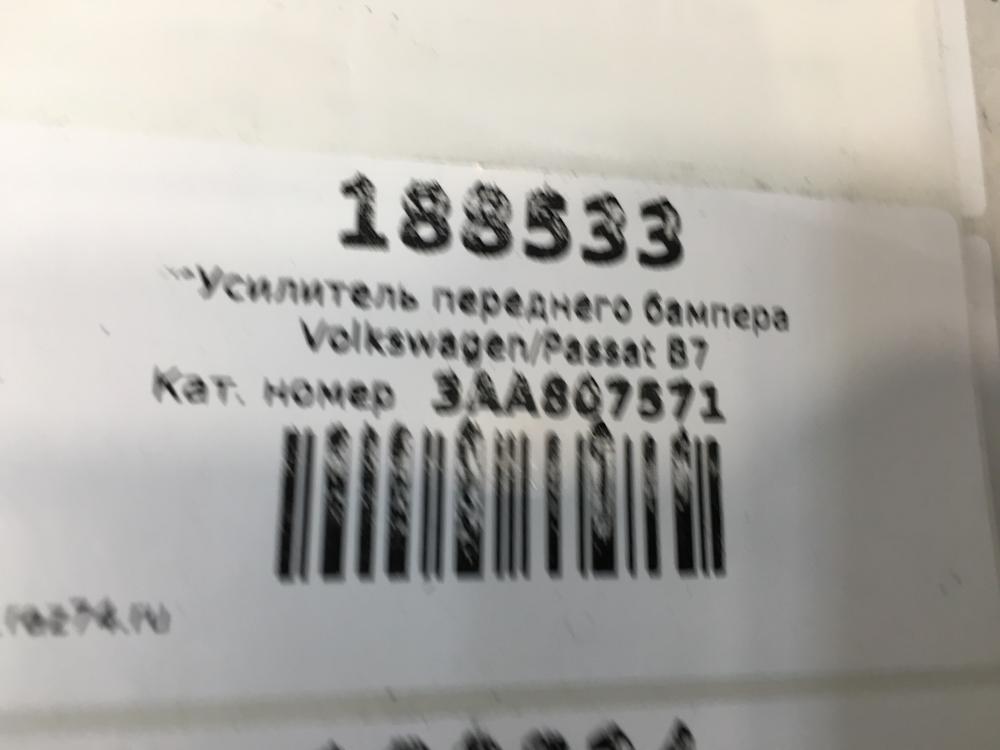 188533
Усилитель переднего бампера
Volkswagen/Passat B7
Кат. номер 3AA807571